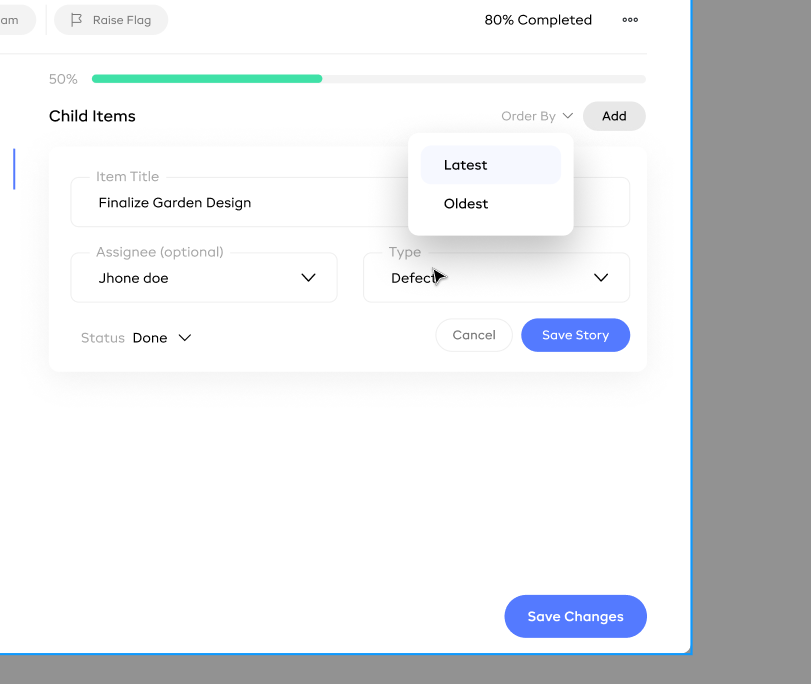 am
Raise Flag
80% Completed
50%
Child Items
Order By
Add
Latest
Oldest
Item Title
Finalize Garden Design
Assignee (optional)
Jhone doe
Type
Defect
Status Done
Cancel
Save Story
Save Changes